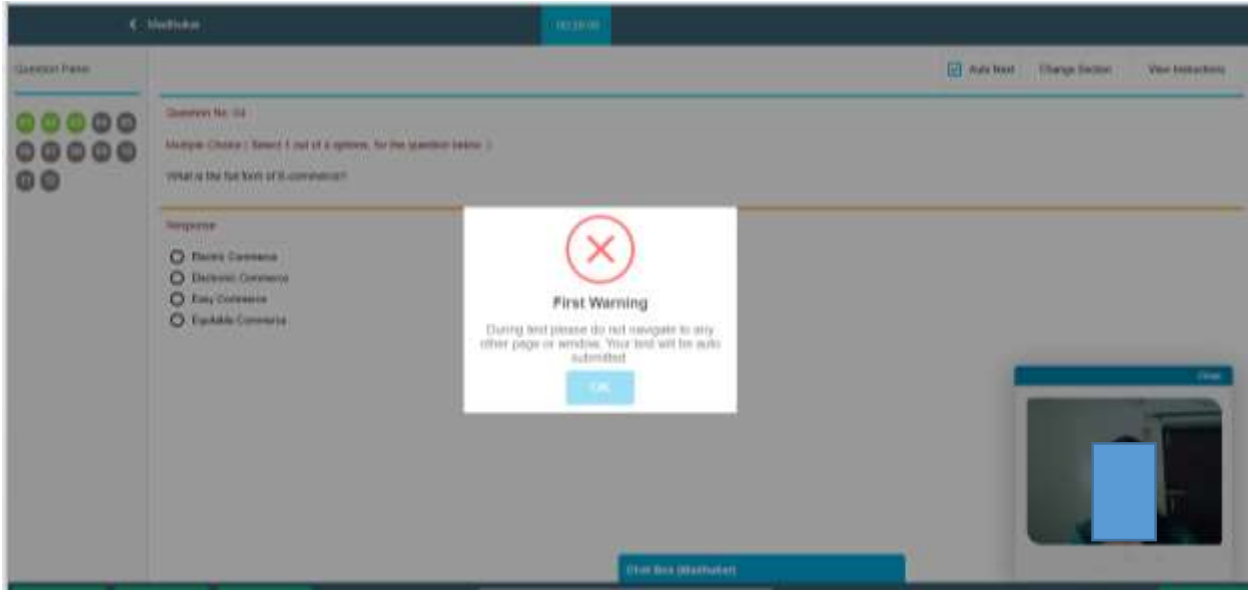 Madhukar
Question Panel
Auto Next
Change Section
View Instructions
Question No. 04
Multiple Choice ( Select 1 out of 4 options, for the question below. )
What is the full form of E-commerce?
Response
Electric Commerce
Electronic Commerce
Easy Commerce
Equitable Commerce
First Warning
During test please do not navigate to any
other page or window. Your test will be auto
submitted
OK
Chat Box (Madhukar)